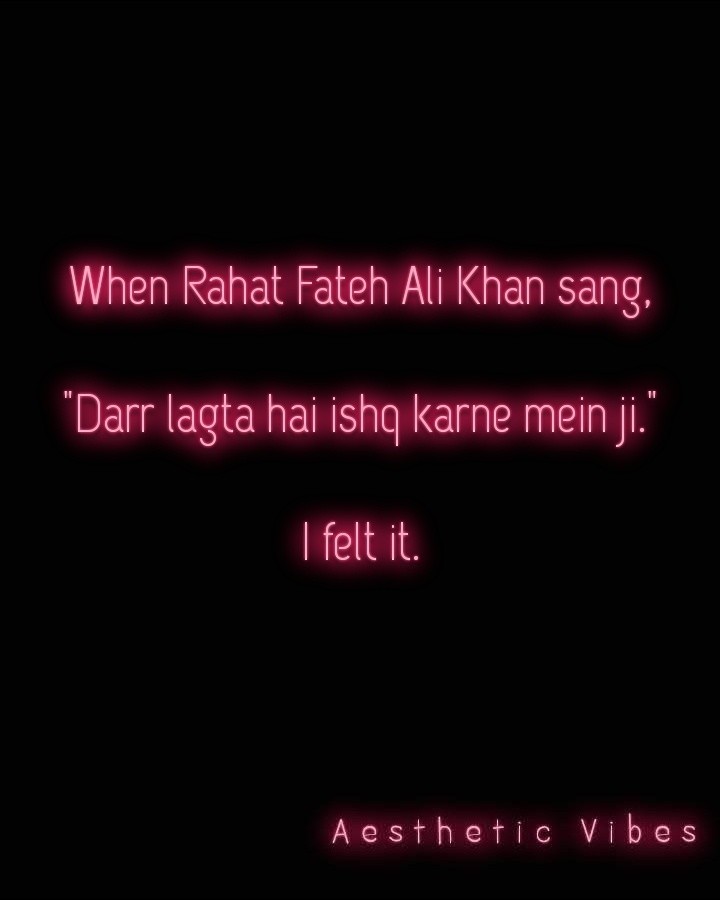 When Rahat Fateh Ali Khan sang,
"Darr lagta hai ishq karne mein ji."
I felt it.
Aesthetic Vibes